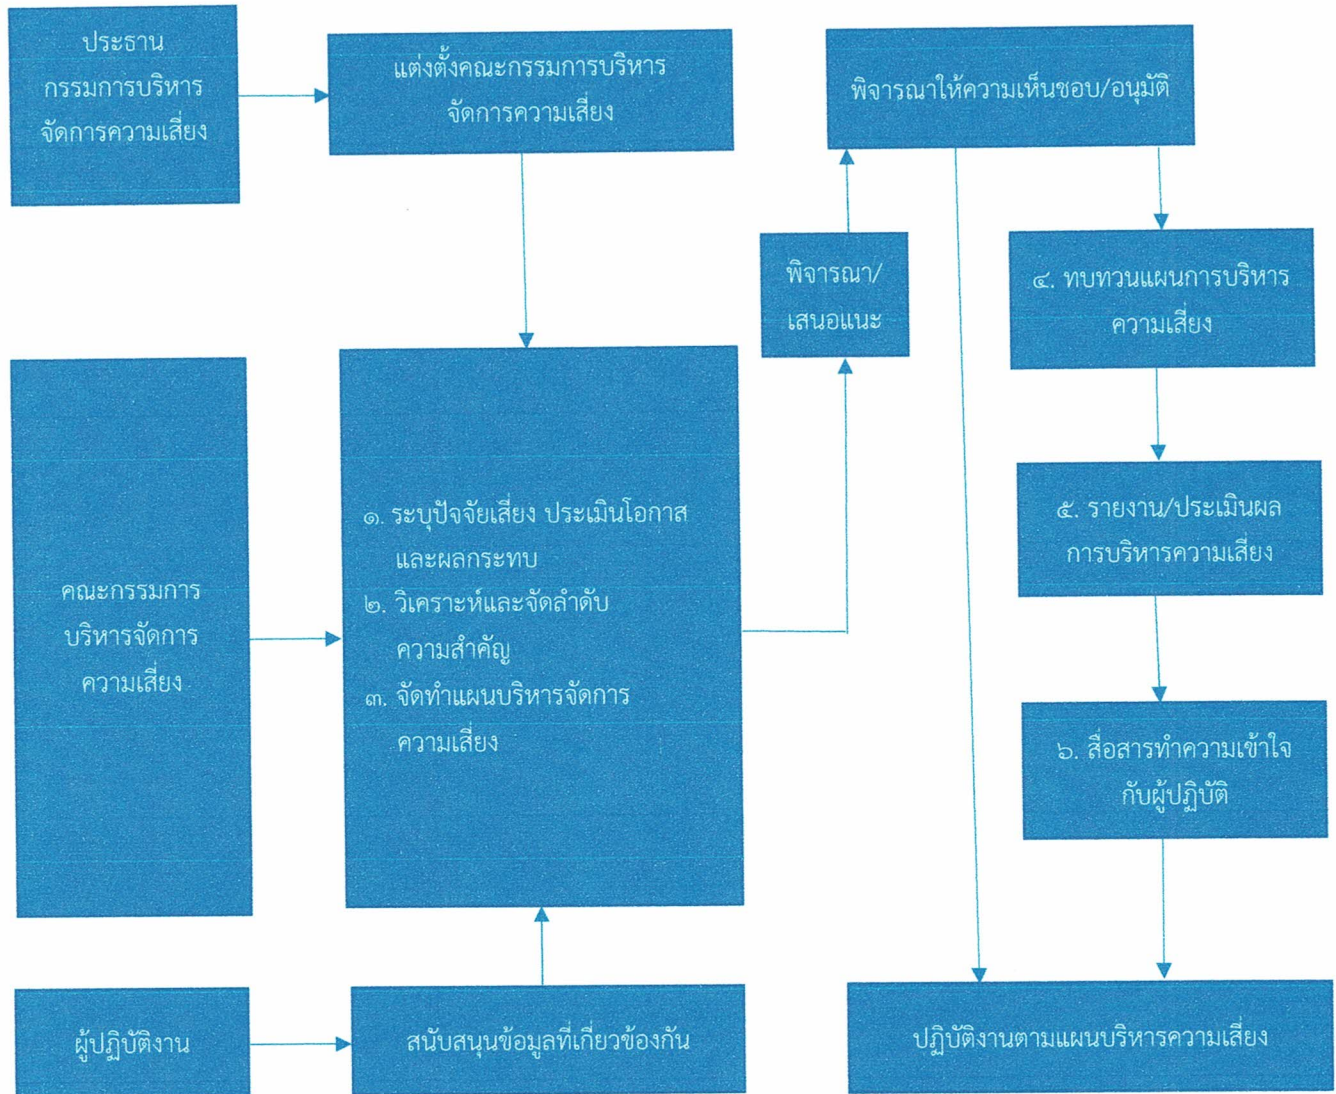 ประธาน
กรรมการบริหาร
จัดการความเสี่ยง
แต่งตั้งคณะกรรมการบริหาร
จัดการความเสี่ยง
พิจารณาให้ความเห็นชอบ/อนุมัติ
พิจารณา/
เสนอแนะ
๔. ทบทวนแผนการบริหาร
ความเสี่ยง
คณะกรรมการ
บริหารจัดการ
ความเสี่ยง
๑. ระบุปัจจัยเสี่ยง ประเมินโอกาส
และผลกระทบ
๒. วิเคราะห์และจัดลำดับ
ความสำคัญ
๓. จัดทำแผนบริหารจัดการ
ความเสี่ยง
๕. รายงาน/ประเมินผล
การบริหารความเสี่ยง
๖. สื่อสารทำความเข้าใจ
กับผู้ปฏิบัติ
ผู้ปฏิบัติงาน
สนับสนุนข้อมูลที่เกี่ยวข้องกัน
ปฏิบัติงานตามแผนบริหารความเสี่ยง